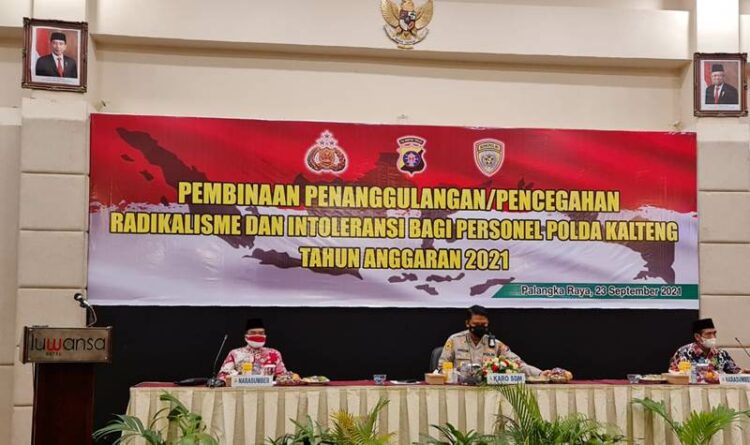 PEMBINAAN PENANGGULANGAN/PENCEGAHAN
RADIKALISME DAN INTOLERANSI BAGI PERSONEL POLDA KALTENG
TAHUN ANGGARAN 2021
Palangka Raya, 23 September 2021
luwansa
HOTEL
NARASUMBER
KARO SDM
NARASUMBER